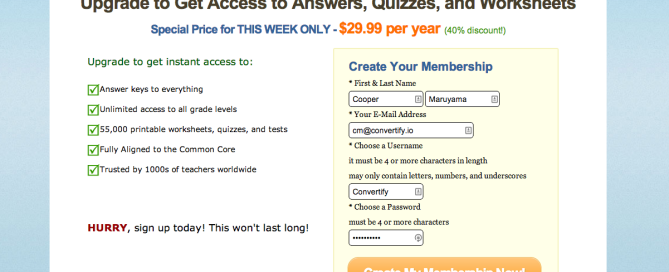 Upgrade to Get Access to Answers, Quizzes, and Worksheets
Special Price for THIS WEEK ONLY - $29.99 per year (40% discount!)
Upgrade to get instant access to:
Answer keys to everything
Unlimited access to all grade levels
55,000 printable worksheets, quizzes, and tests
Fully Aligned to the Common Core
Trusted by 1000s of teachers worldwide
HURRY, sign up today! This won't last long!
Create Your Membership
* First & Last Name
Cooper Maruyama
* Your E-Mail Address
cm@convertify.io
* Choose a Username
it must be 4 or more characters in length
may only contain letters, numbers, and underscores
Convertify
* Choose a Password
must be 4 or more characters
••••••••••
Create My Membership Now!